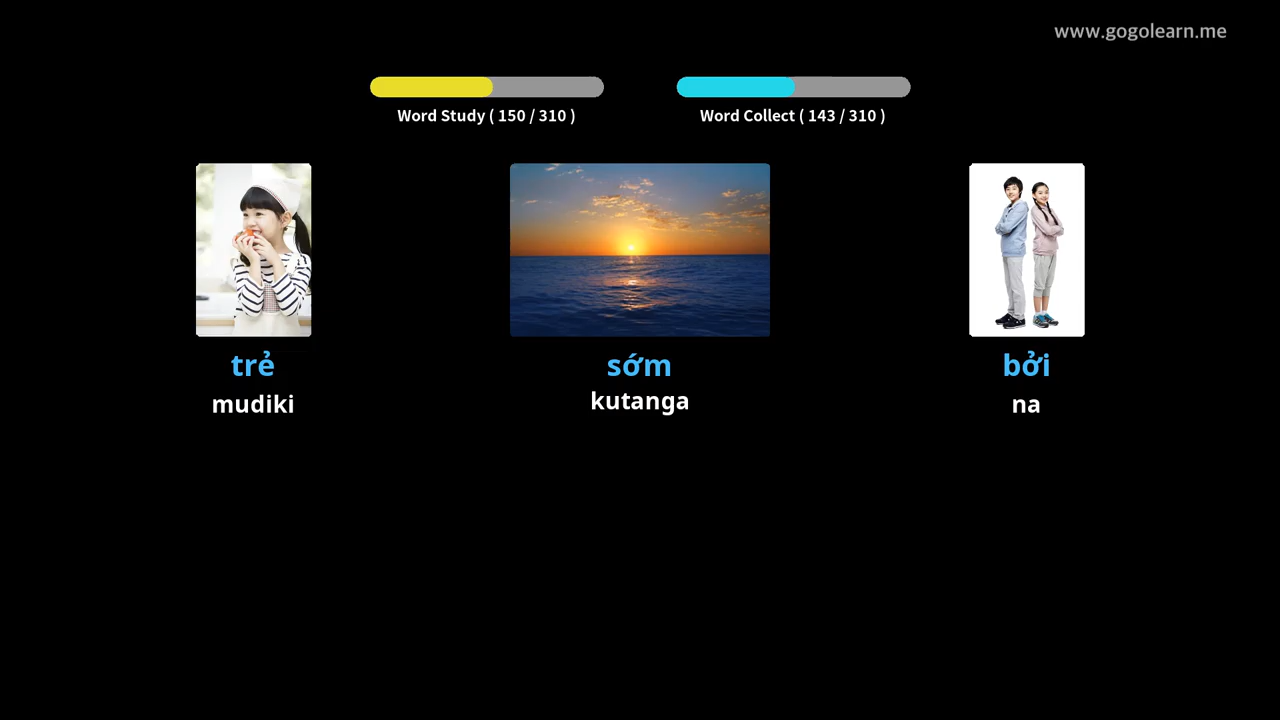 www.gogolearn.me
Word Study ( 150 / 310 )
Word Collect ( 143 / 310 )
trẻ
mudiki
sớm
kutanga
bởi
na